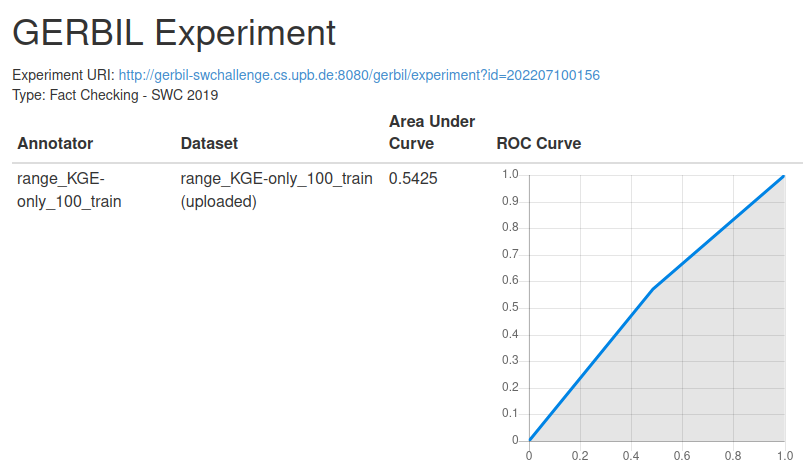 GERBIL Experiment
Experiment URI: http://gerbil-swchallenge.cs.upb.de:8080/gerbil/experiment?id=202207100156
Type: Fact Checking - SWC 2019
Area Under
Annotator Dataset Curve ROC Curve
range_KGE- range_KGE-only_100_train 0.5425
only_100_train (uploaded)
1.0
0.9
0.8
0.7
0.6
0.5
0.4
0.3
0.2
0.1
0
0 0.2 0.4 0.6 0.8 1.0